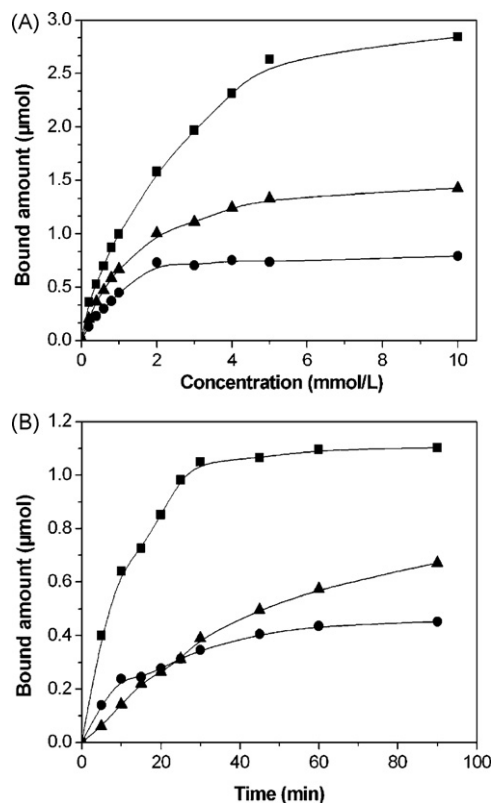 (A)
Bound amount (μmol)
3.0
2.5
2.0
1.5
1.0
0.5
0.0
0 2 4 6 8 10
Concentration (mmol/L)
(B)
Bound amount (μmol)
1.2
1.0
0.8
0.6
0.4
0.2
0.0
0 20 40 60 80 100
Time (min)